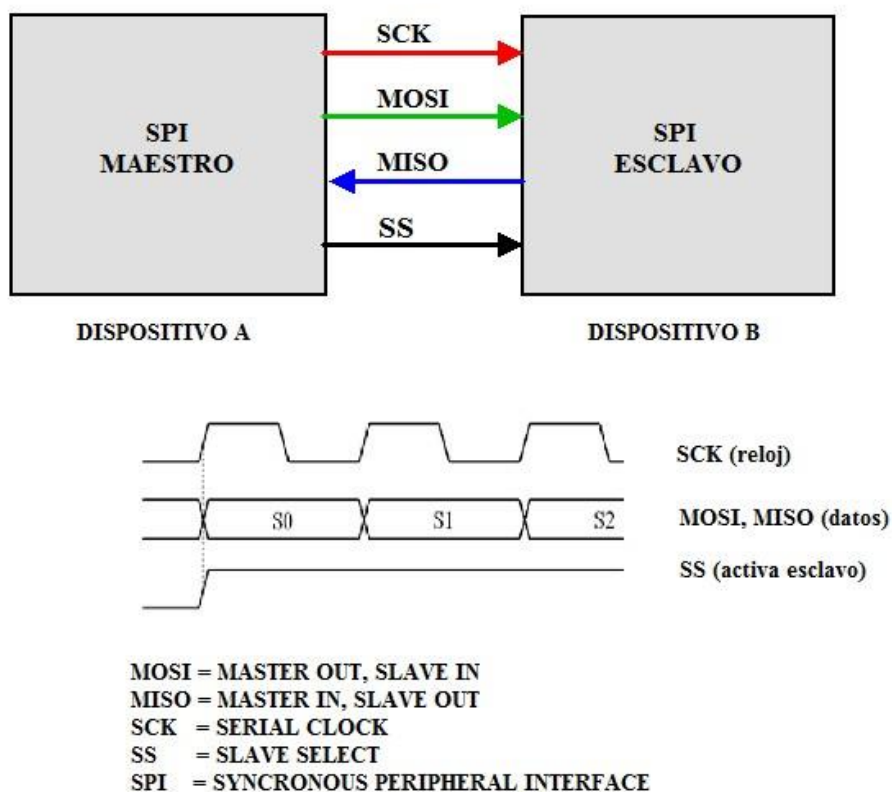 SCK
MOSI
SPI
MAESTRO
MISO
SPI
ESCLAVO
SS
DISPOSITIVO A
DISPOSITIVO B
SCK (reloj)
S0 S1 S2
MOSI, MISO (datos)
SS (activa esclavo)
MOSI = MASTER OUT, SLAVE IN
MISO = MASTER IN, SLAVE OUT
SCK = SERIAL CLOCK
SS = SLAVE SELECT
SPI = SYNCRONOUS PERIPHERAL INTERFACE